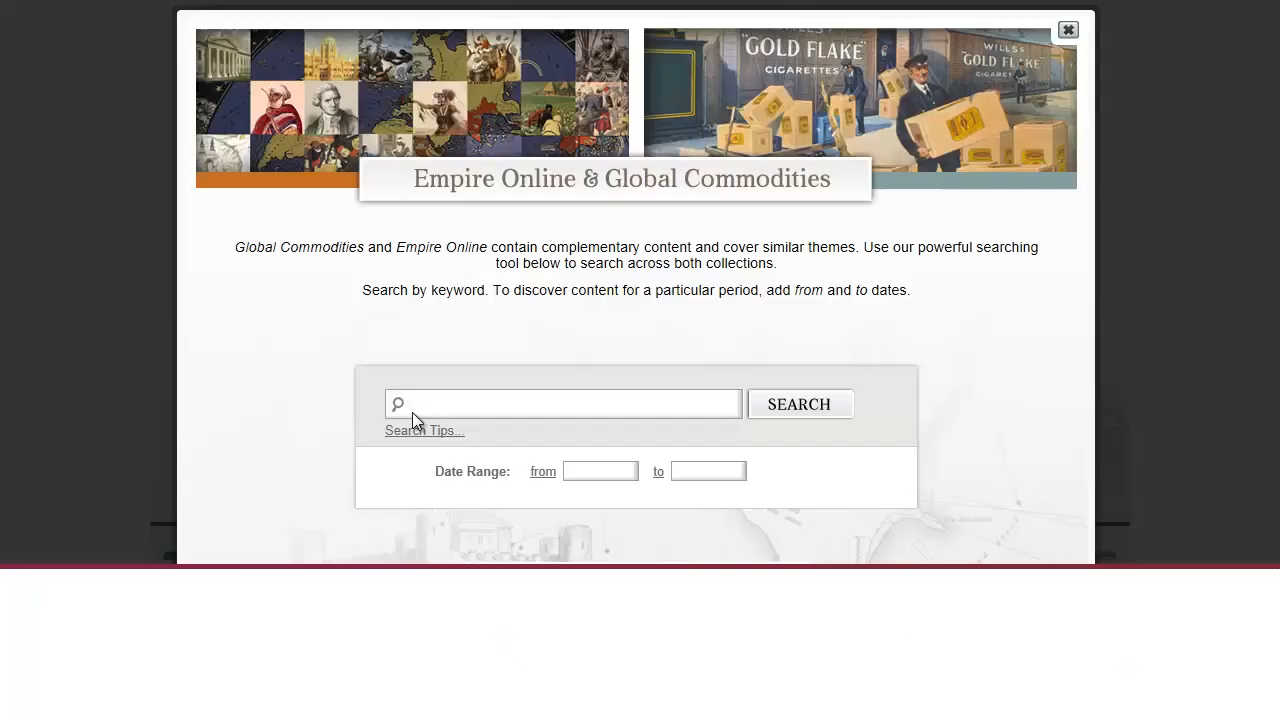 "GOLD FLAKE
CIGARETTES
WILLS'S
GOLD FLAKE
CIGARETTES
Empire Online & Global Commodities
Global Commodities and Empire Online contain complementary content and cover similar themes. Use our powerful searching
tool below to search across both collections.
Search by keyword. To discover content for a particular period, add from and to dates.
SEARCH
Search Tips...
Date Range: from to